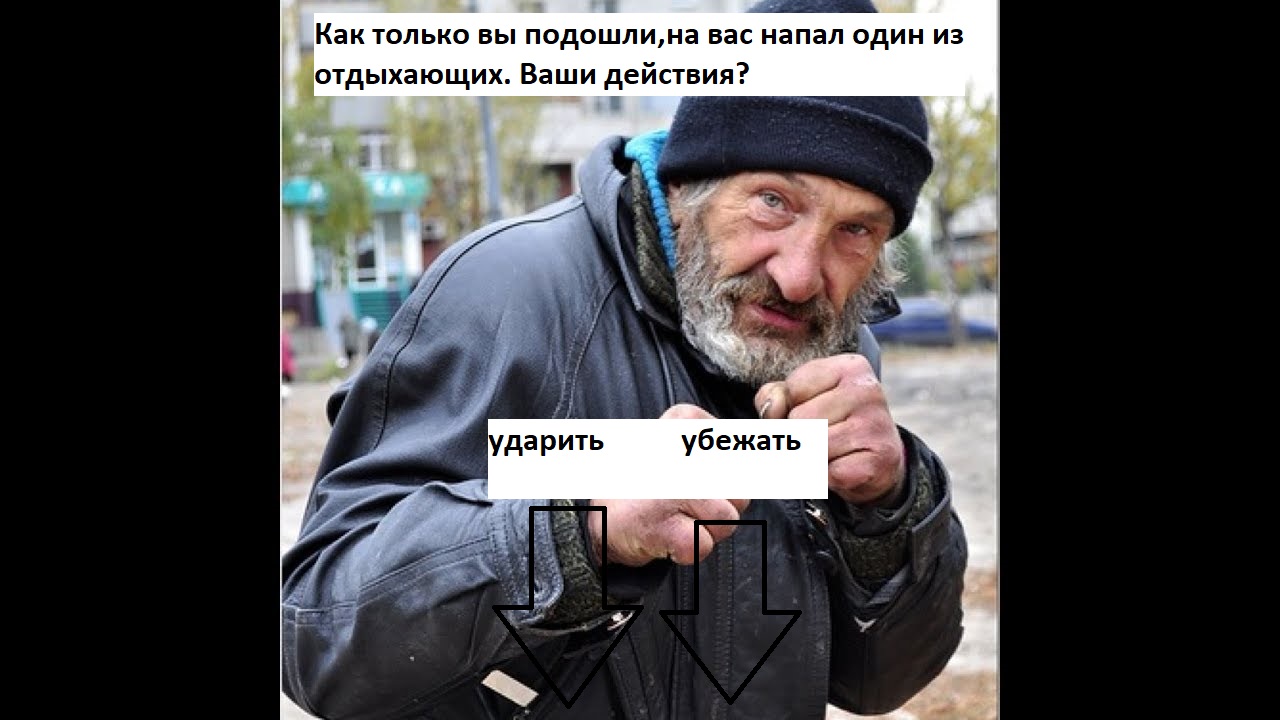 Как только вы подошли,на вас напал один из
отдыхающих. Ваши действия?
ударить убежать